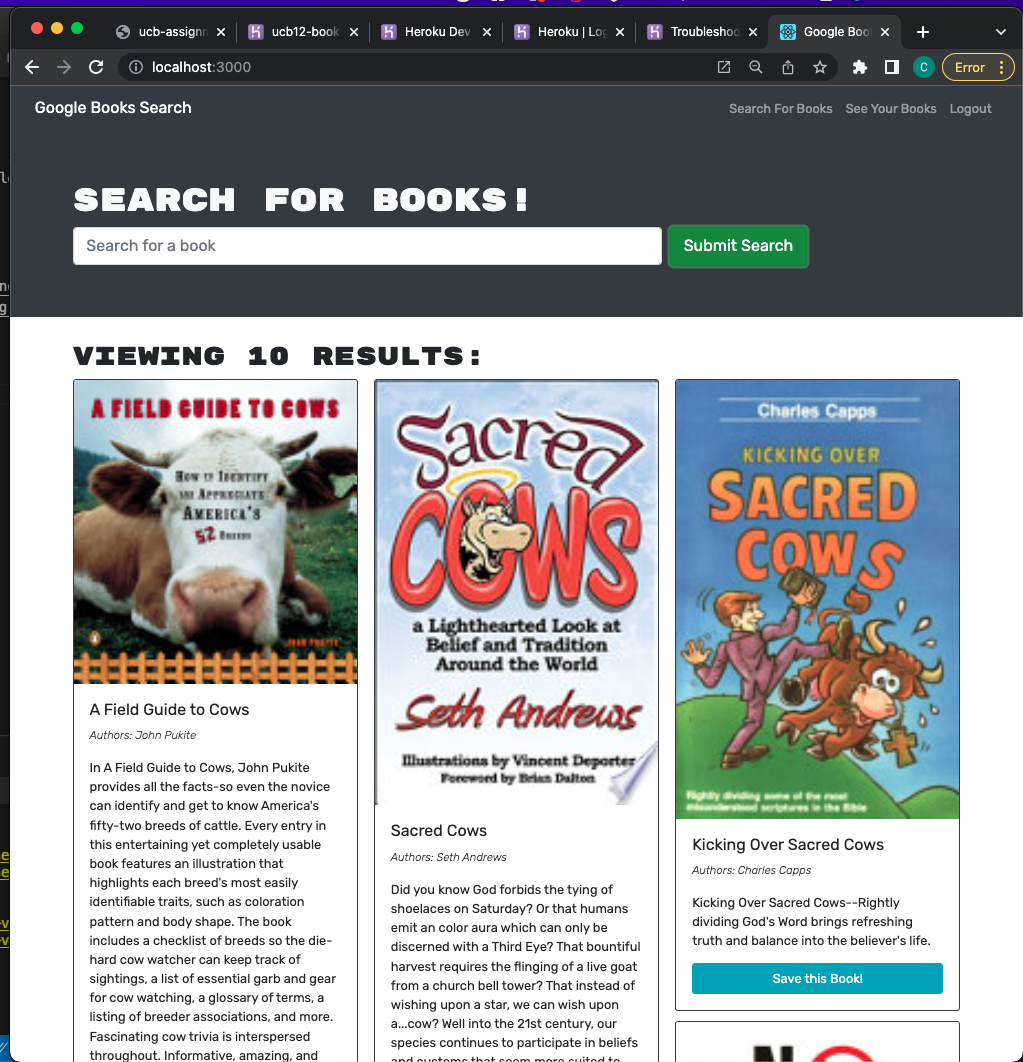 ucb-assignm
ucb12-book
Heroku Dev
Heroku | Log
Troubleshoo
Google Bool
localhost:3000
C
Error
Google Books Search
Search For Books
See Your Books
Logout
SEARCH FOR BOOKS!
Search for a book
Submit Search
VIEWING 10 RESULTS:
A FIELD GUIDE TO COWS
HOW TO IDENTIFY
AND APPRECIATE
AMERICA'S
52 BREEDS
JOHN PUKITE
A Field Guide to Cows
Authors: John Pukite
In A Field Guide to Cows, John Pukite
provides all the facts-so even the novice
can identify and get to know America's
fifty-two breeds of cattle. Every entry in
this entertaining yet completely usable
book features an illustration that
highlights each breed's most easily
identifiable traits, such as coloration
pattern and body shape. The book
includes a checklist of breeds so the die-
hard cow watcher can keep track of
sightings, a list of essential garb and gear
for cow watching, a glossary of terms, a
listing of breeder associations, and more.
Fascinating cow trivia is interspersed
throughout. Informative, amazing, and
Sacred
COWS
a Lighthearted Look at
Belief and Tradition
Around the World
Seth Andrews
Illustrations by Vincent Deporter
Foreword by Brian Dalton
Sacred Cows
Authors: Seth Andrews
Did you know God forbids the tying of
shoelaces on Saturday? Or that humans
emit an color aura which can only be
discerned with a Third Eye? That bountiful
harvest requires the flinging of a live goat
from a church bell tower? That instead of
wishing upon a star, we can wish upon
a...cow? Well into the 21st century, our
species continues to participate in beliefs
and customs that seem more suited to
Charles Capps
KICKING OVER
SACRED
COWS
Rightly dividing some of the most
misunderstood scriptures in the Bible
Kicking Over Sacred Cows
Authors: Charles Capps
Kicking Over Sacred Cows--Rightly
dividing God's Word brings refreshing
truth and balance into the believer's life.
Save this Book!